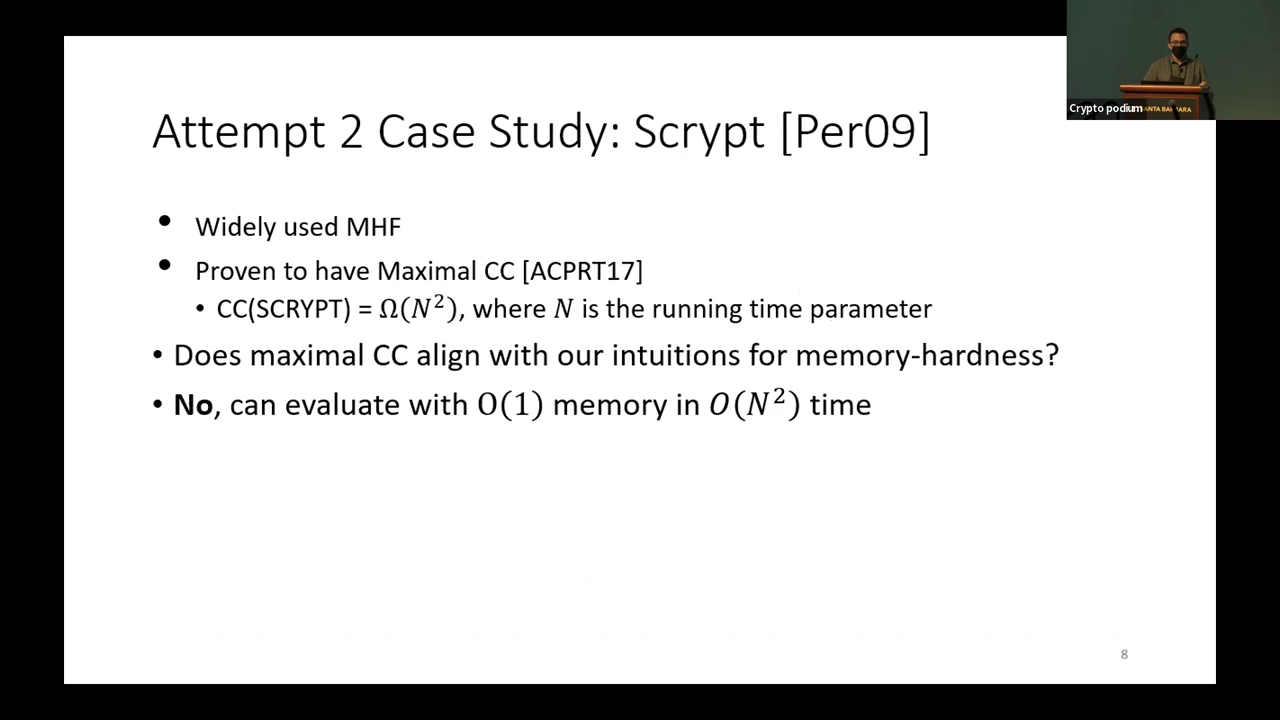 Attempt 2 Case Study: Scrypt [Per09]
• Widely used MHF
• Proven to have Maximal CC [ACPRT17]
• CC(SCRYPT) = Ω(𝑁²), where 𝑁 is the running time parameter
• Does maximal CC align with our intuitions for memory-hardness?
• No, can evaluate with O(1) memory in 𝑂(𝑁²) time
8
Crypto podium